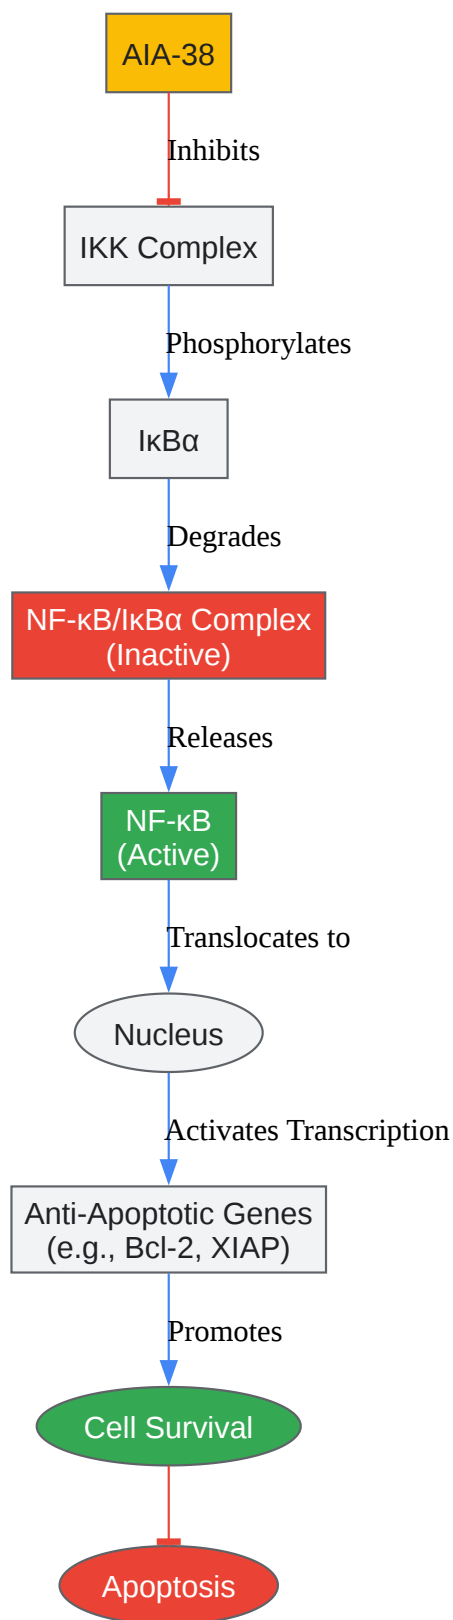 AIA-38
Inhibits
IKK Complex
Phosphorylates
IκBα
Degrades
NF-κB/IκBα Complex
(Inactive)
Releases
NF-κB
(Active)
Translocates to
Nucleus
Activates Transcription
Anti-Apoptotic Genes
(e.g., Bcl-2, XIAP)
Promotes
Cell Survival
Apoptosis